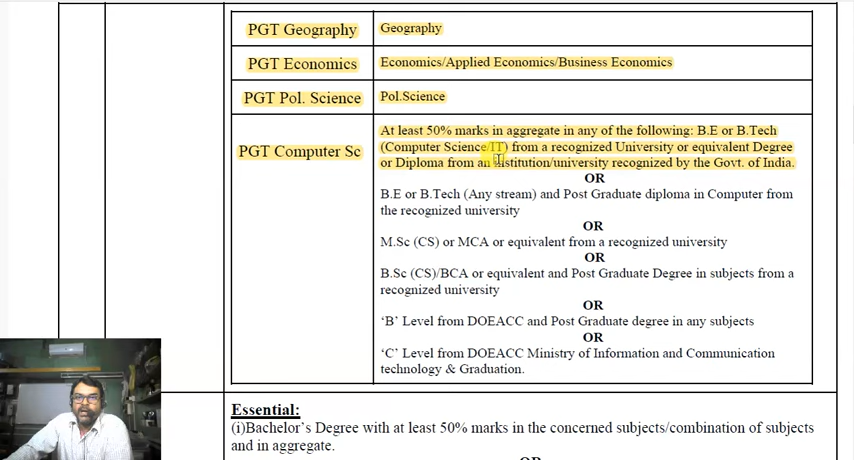 PGT Geography
Geography
PGT Economics
Economics/Applied Economics/Business Economics
PGT Pol. Science
Pol.Science
PGT Computer Sc
At least 50% marks in aggregate in any of the following: B.E or B.Tech
(Computer Science/IT) from a recognized University or equivalent Degree
or Diploma from an institution/university recognized by the Govt. of India.
OR
B.E or B.Tech (Any stream) and Post Graduate diploma in Computer from
the recognized university
OR
M.Sc (CS) or MCA or equivalent from a recognized university
OR
B.Sc (CS)/BCA or equivalent and Post Graduate Degree in subjects from a
recognized university
OR
‘B’ Level from DOEACC and Post Graduate degree in any subjects
OR
‘C’ Level from DOEACC Ministry of Information and Communication
technology & Graduation.
Essential:
(i)Bachelor’s Degree with at least 50% marks in the concerned subjects/combination of subjects
and in aggregate.
OR